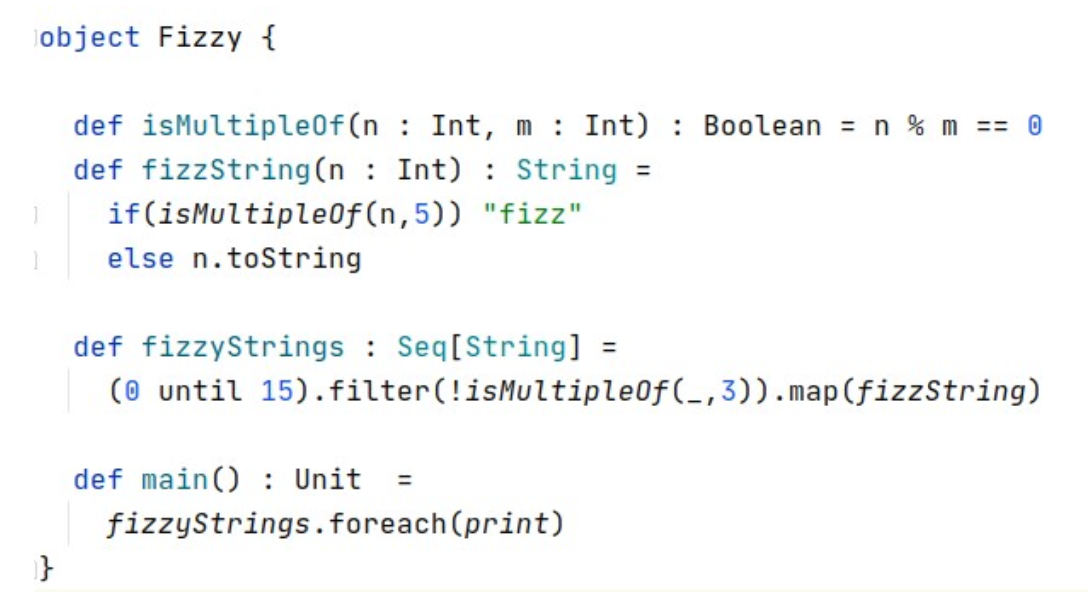 object Fizzy {
def isMultipleOf(n : Int, m : Int) : Boolean = n % m == 0
def fizzString(n : Int) : String =
if(isMultipleOf(n,5)) "fizz"
else n.toString
def fizzyStrings : Seq[String] =
(0 until 15).filter(!isMultipleOf(_,3)).map(fizzString)
def main() : Unit  =
fizzyStrings.foreach(print)
}